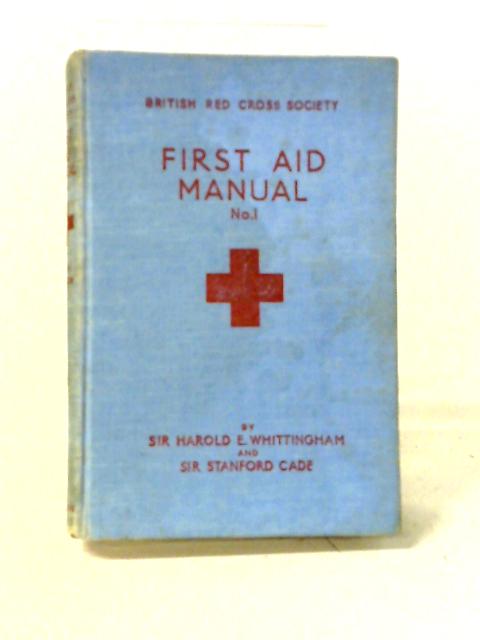 BRITISH RED CROSS SOCIETY
FIRST AID
MANUAL
No.1
BY
SIR HAROLD E. WHITTINGHAM
AND
SIR STANFORD CADE